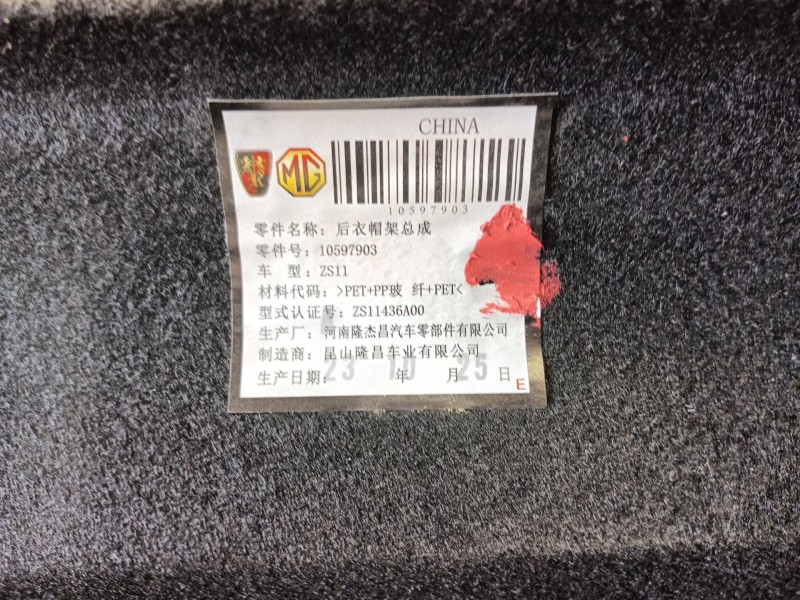 CHINA
MG
10597903
零件名称: 后衣帽架总成
零件号: 10597903
车 型: ZS11
材料代码: >PET+PP玻 纤+PET<
型式认证号: ZS11436A00
生产厂: 河南隆杰昌汽车零部件有限公司
制造商: 昆山隆昌车业有限公司
生产日期: 23 年 10 月 25 日
E